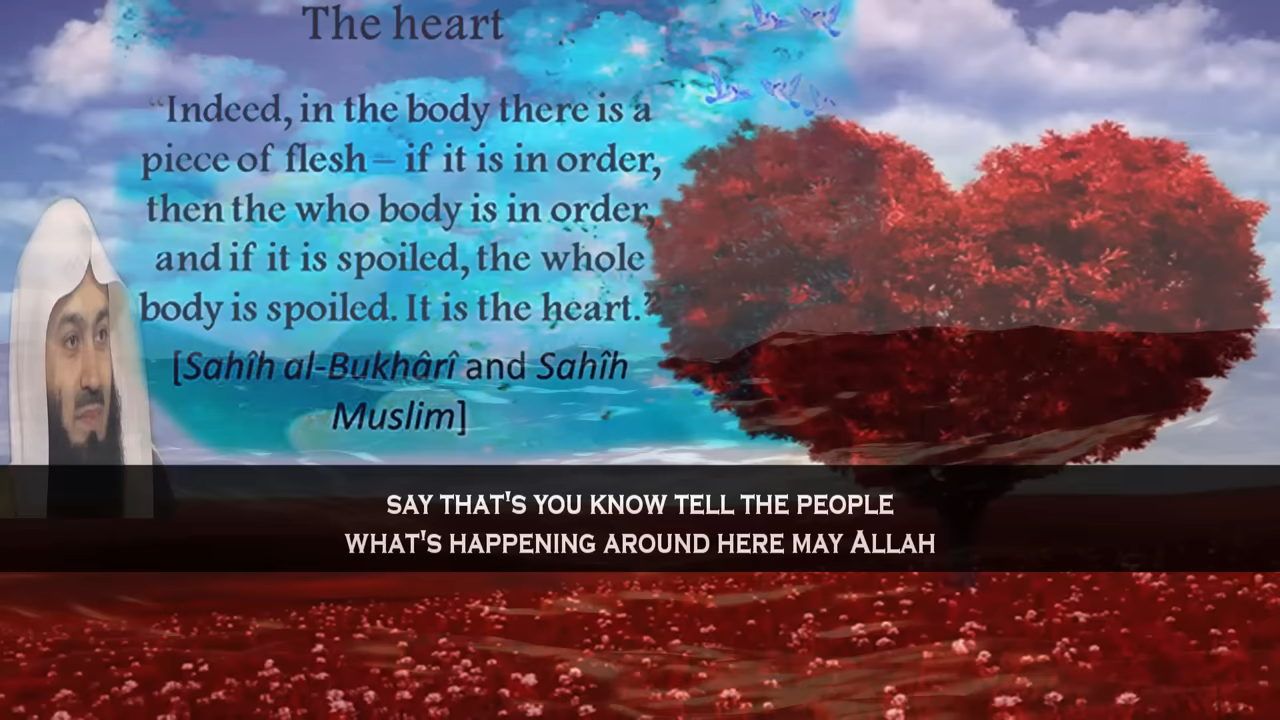 The heart
“Indeed, in the body there is a
piece of flesh – if it is in order,
then the who body is in order,
and if it is spoiled, the whole
body is spoiled. It is the heart.”
[Sahîh al-Bukhârî and Sahîh
Muslim]
SAY THAT'S YOU KNOW TELL THE PEOPLE
WHAT'S HAPPENING AROUND HERE MAY ALLAH